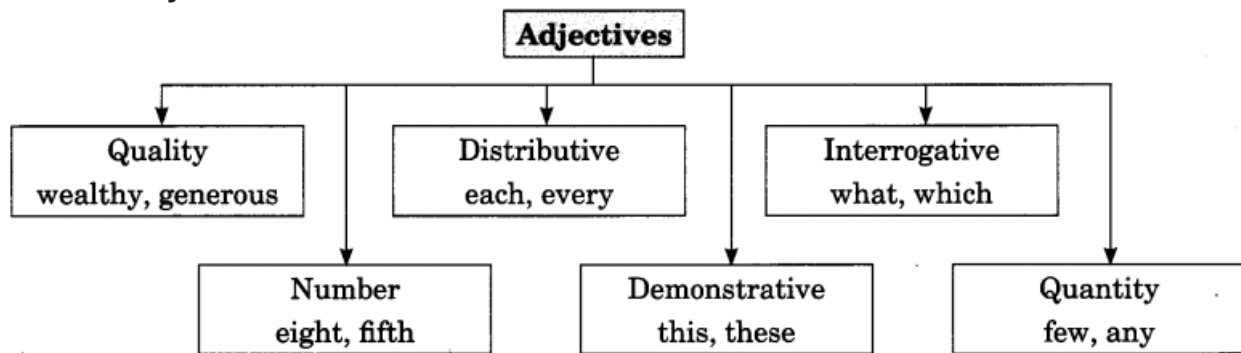 Adjectives
Quality
wealthy, generous
Distributive
each, every
Interrogative
what, which
Number
eight, fifth
Demonstrative
this, these
Quantity
few, any